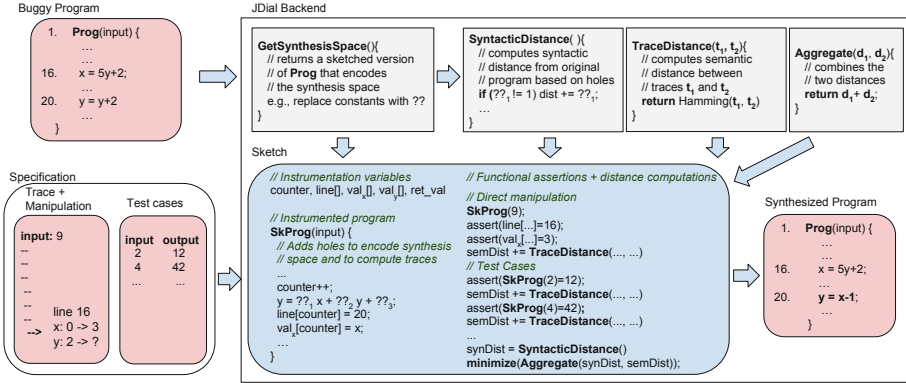 Buggy Program
1. Prog(input) {
…
…
16. x = 5y+2;
…
20. y = y+2
…
}
JDial Backend
GetSynthesisSpace(){
// returns a sketched version
// of Prog that encodes
// the synthesis space
e.g., replace constants with ??
}
SyntacticDistance( ){
// computes syntactic
// distance from original
// program based on holes
if (??₁ != 1) dist += ??₁;
…
}
TraceDistance(t₁, t₂){
// computes semantic
// distance between
// traces t₁ and t₂
return Hamming(t₁, t₂)
}
Aggregate(d₁, d₂){
// combines the
// two distances
return d₁+ d₂;
}
Specification
Trace +
Manipulation
input: 9
--
--
--
--
--
-- line 16
--> x: 0 -> 3
y: 2 -> ?
Test cases
input output
2 12
4 42
... ...
Sketch
// Instrumentation variables
counter, line[], valₓ[], val_y[], ret_val
// Instrumented program
SkProg(input) {
// Adds holes to encode synthesis
// space and to compute traces
...
counter++;
y = ??₁ x + ??₂ y + ??₃;
line[counter] = 20;
valₓ[counter] = x;
…
}
// Functional assertions + distance computations
// Direct manipulation
SkProg(9);
assert(line[...]=16);
assert(valₓ[...]=3);
semDist += TraceDistance(..., ...)
// Test Cases
assert(SkProg(2)=12);
semDist += TraceDistance(..., ...)
assert(SkProg(4)=42);
semDist += TraceDistance(..., ...)
...
synDist = SyntacticDistance()
minimize(Aggregate(synDist, semDist));
Synthesized Program
1. Prog(input) {
…
…
16. x = 5y+2;
…
20. y = x-1;
…
}